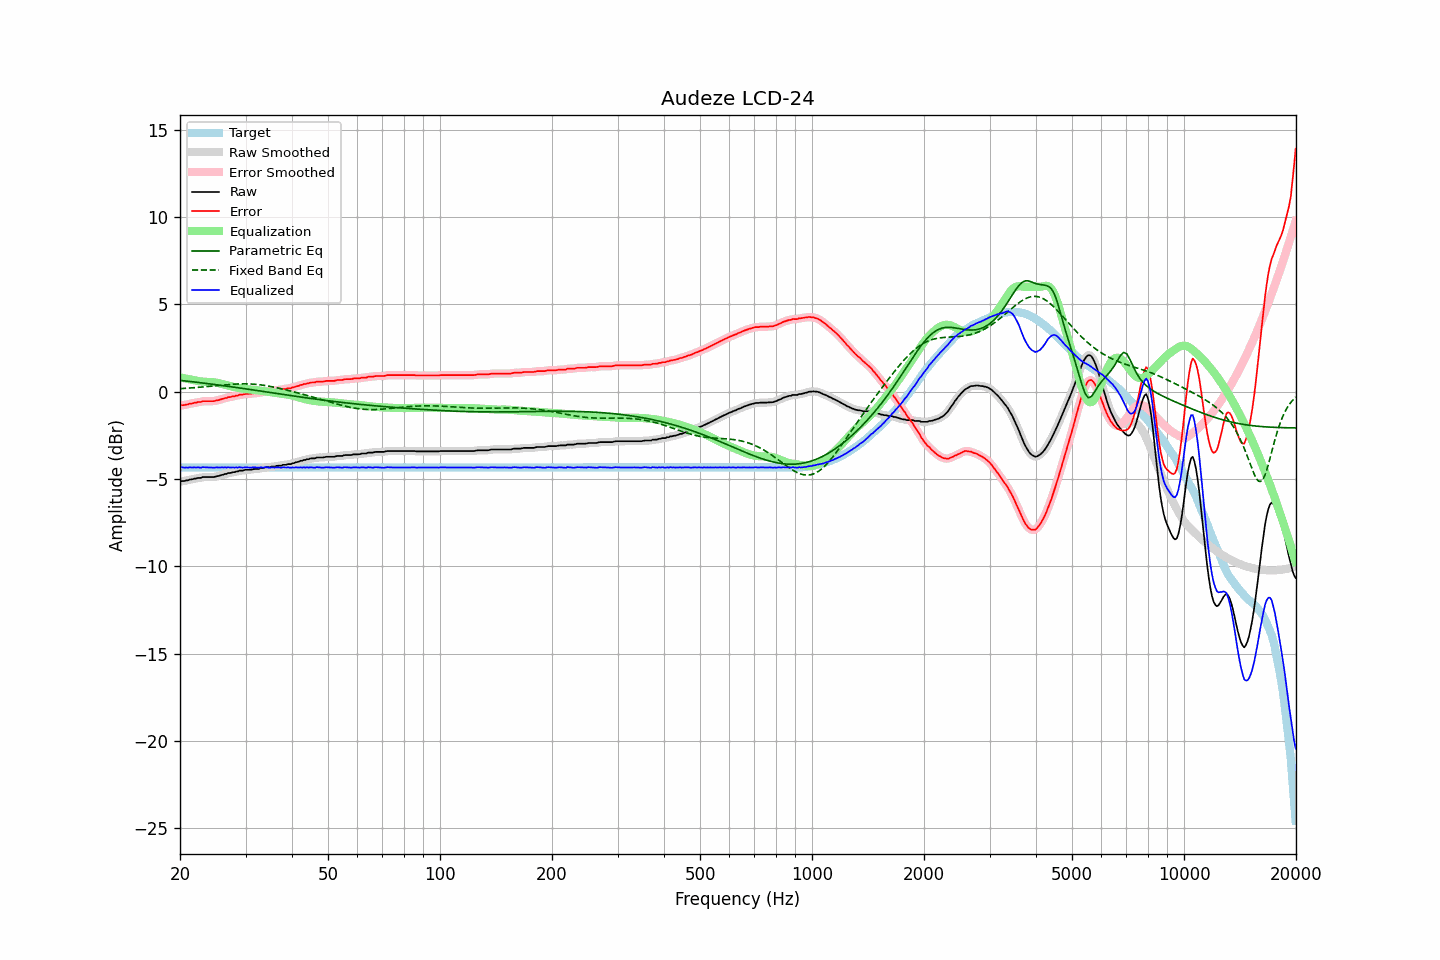 Audeze LCD-24
Target
Raw Smoothed
Error Smoothed
Raw
Error
Equalization
Parametric Eq
Fixed Band Eq
Equalized
15
10
5
0
−5
−10
−15
−20
−25
Amplitude (dBr)
20 50 100 200 500 1000 2000 5000 10000 20000
Frequency (Hz)